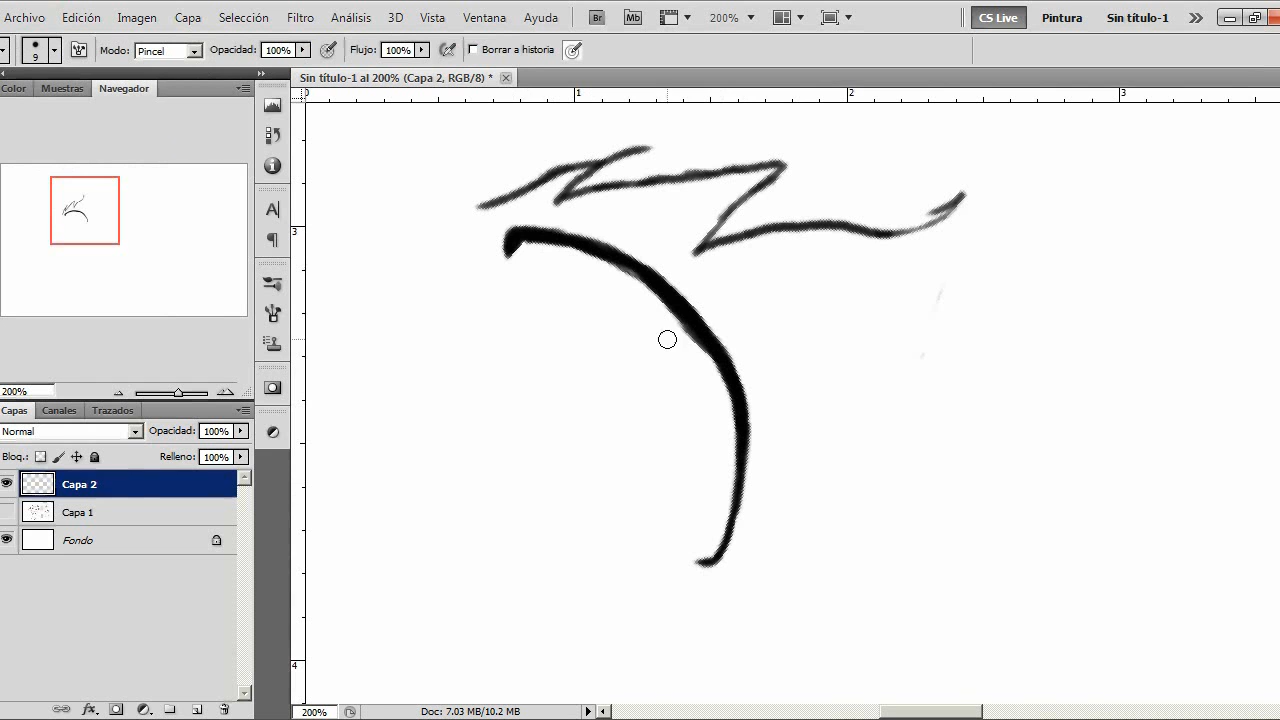 Archivo Edición Imagen Capa Selección Filtro Análisis 3D Vista Ventana Ayuda Br Mb 200% CS Live Pintura Sin título-1
9 Modo: Pincel Opacidad: 100% Flujo: 100% Borrar a historia
Color Muestras Navegador
Sin título-1 al 200% (Capa 2, RGB/8) *
0 1 2 3
3
4
200%
Capas Canales Trazados
Normal Opacidad: 100%
Bloq.: Relleno: 100%
Capa 2
Capa 1
Fondo
fx
200% Doc: 7.03 MB/10.2 MB